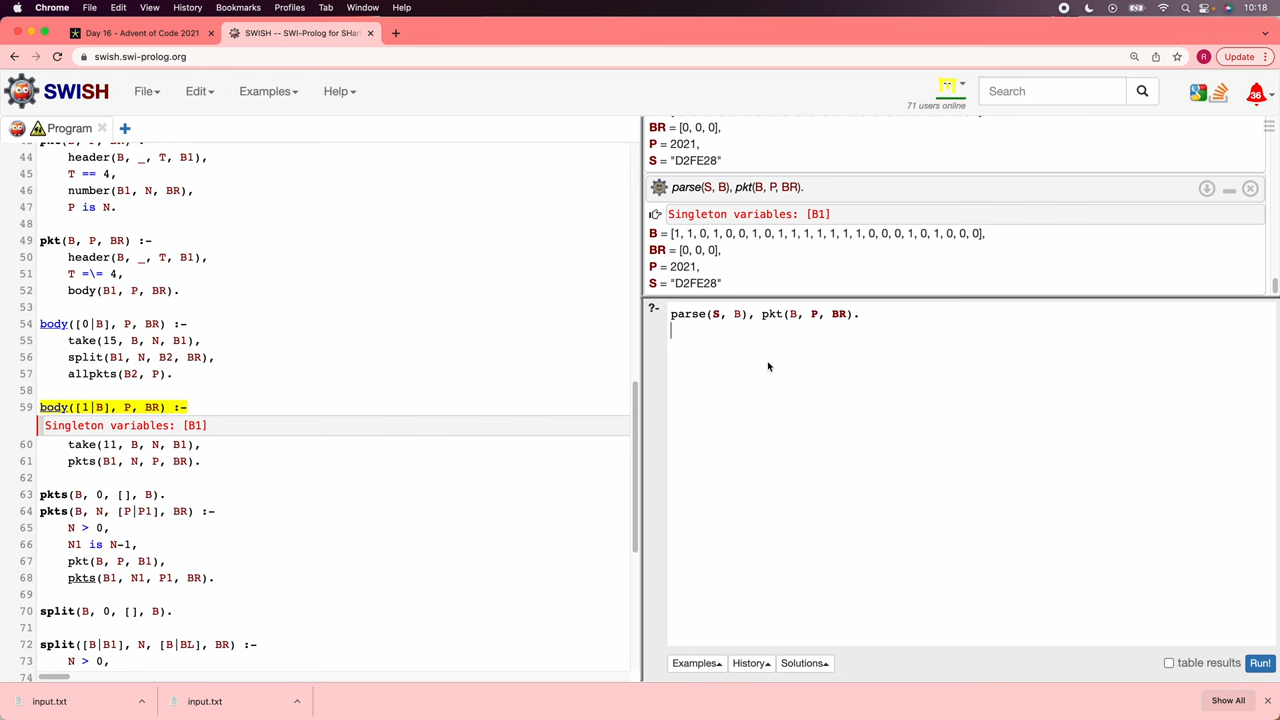 Chrome File Edit View History Bookmarks Profiles Tab Window Help 10:18
Day 16 - Advent of Code 2021 SWISH -- SWI-Prolog for SHar
swish.swi-prolog.org R Update
SWISH File Edit Examples Help 71 users online Search 36
Program
44 header(B, _, T, B1),
45 T == 4,
46 number(B1, N, BR),
47 P is N.
48
49 pkt(B, P, BR) :-
50 header(B, _, T, B1),
51 T =\= 4,
52 body(B1, P, BR).
53
54 body([0|B], P, BR) :-
55 take(15, B, N, B1),
56 split(B1, N, B2, BR),
57 allpkts(B2, P).
58
59 body([1|B], P, BR) :-
Singleton variables: [B1]
60 take(11, B, N, B1),
61 pkts(B1, N, P, BR).
62
63 pkts(B, 0, [], B).
64 pkts(B, N, [P|P1], BR) :-
65 N > 0,
66 N1 is N-1,
67 pkt(B, P, B1),
68 pkts(B1, N1, P1, BR).
69
70 split(B, 0, [], B).
71
72 split([B|B1], N, [B|BL], BR) :-
73 N > 0,
74
BR = [0, 0, 0],
P = 2021,
S = "D2FE28"
parse(S, B), pkt(B, P, BR).
Singleton variables: [B1]
B = [1, 1, 0, 1, 0, 0, 1, 0, 1, 1, 1, 1, 1, 1, 1, 0, 0, 0, 1, 0, 1, 0, 0, 0],
BR = [0, 0, 0],
P = 2021,
S = "D2FE28"
?- parse(S, B), pkt(B, P, BR).
Examples History Solutions table results Run!
input.txt input.txt Show All